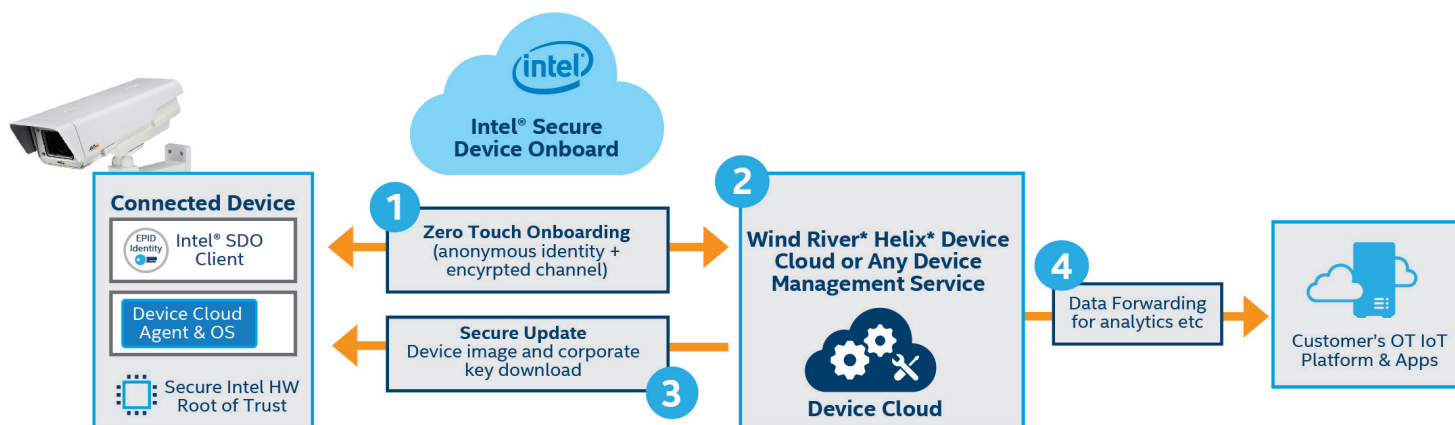 intel
Intel® Secure
Device Onboard
Connected Device
EPID
Identity
Intel® SDO
Client
Device Cloud
Agent & OS
Secure Intel HW
Root of Trust
1
Zero Touch Onboarding
(anonymous identity +
encyrpted channel)
Secure Update
Device image and corporate
key download
3
2
Wind River* Helix* Device
Cloud or Any Device
Management Service
Device Cloud
4
Data Forwarding
for analytics etc
Customer's OT IoT
Platform & Apps